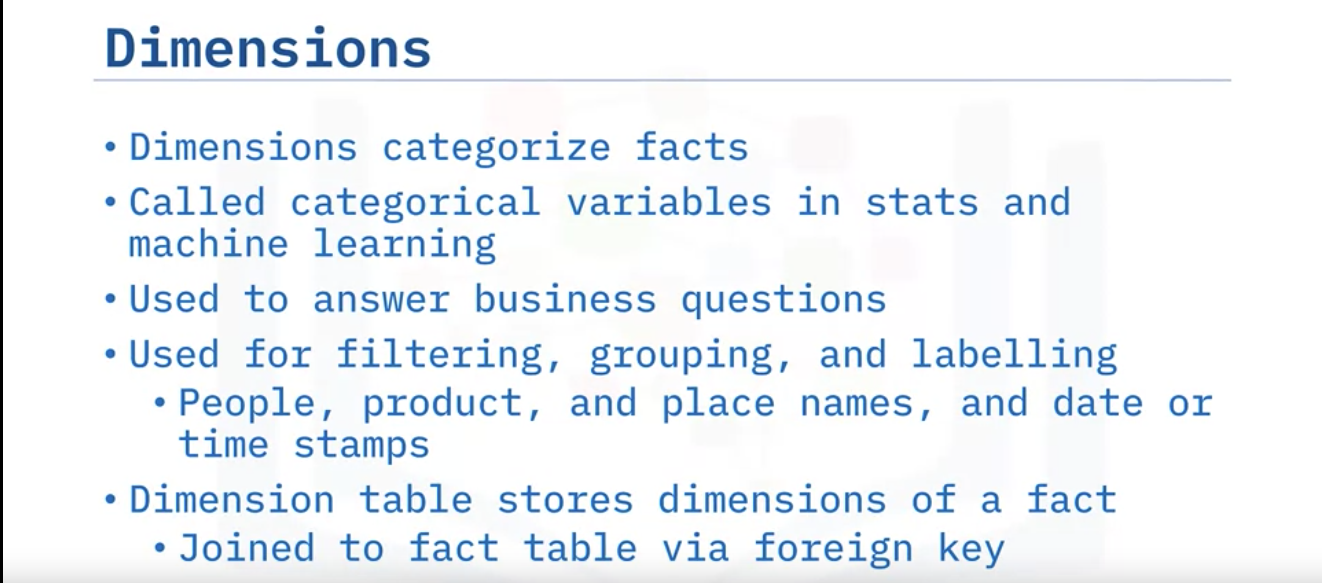 Dimensions
• Dimensions categorize facts
• Called categorical variables in stats and
machine learning
• Used to answer business questions
• Used for filtering, grouping, and labelling
• People, product, and place names, and date or
time stamps
• Dimension table stores dimensions of a fact
• Joined to fact table via foreign key